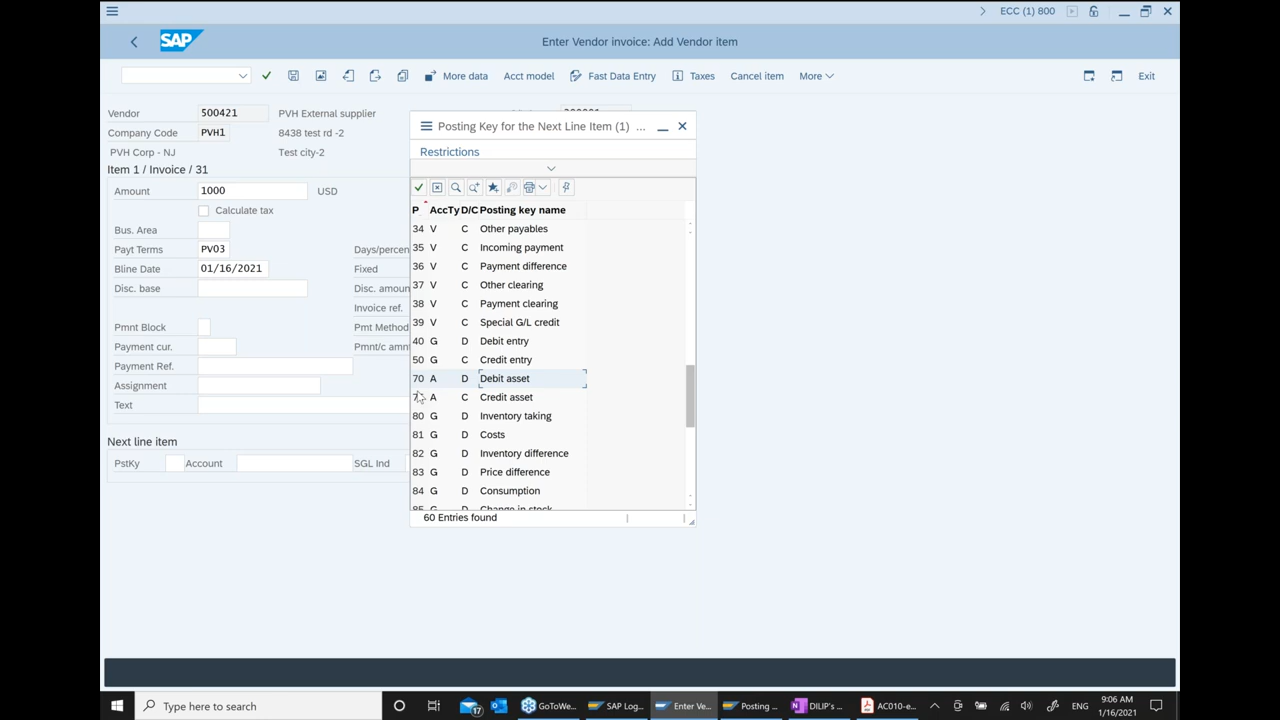 ECC (1) 800
SAP Enter Vendor invoice: Add Vendor item
More data Acct model Fast Data Entry Taxes Cancel item More Exit
Vendor 500421 PVH External supplier
Company Code PVH1 8438 test rd -2
PVH Corp - NJ Test city-2
Item 1 / Invoice / 31
Amount 1000 USD
Calculate tax
Bus. Area
Payt Terms PV03 Days/percen
Bline Date 01/16/2021 Fixed
Disc. base Disc. amoun
Invoice ref.
Pmnt Block Pmt Method
Payment cur. Pmnt/c amn
Payment Ref.
Assignment
Text
Next line item
PstKy Account SGL Ind
Posting Key for the Next Line Item (1) ...
Restrictions
P AccTy D/C Posting key name
34 V C Other payables
35 V C Incoming payment
36 V C Payment difference
37 V C Other clearing
38 V C Payment clearing
39 V C Special G/L credit
40 G D Debit entry
50 G C Credit entry
70 A D Debit asset
A C Credit asset
80 G D Inventory taking
81 G D Costs
82 G D Inventory difference
83 G D Price difference
84 G D Consumption
85 G D Change in stock
60 Entries found
Type here to search 17 GoToWe... SAP Log... Enter Ve... Posting ... DILIP's ... AC010-e... ENG 9:06 AM
1/16/2021